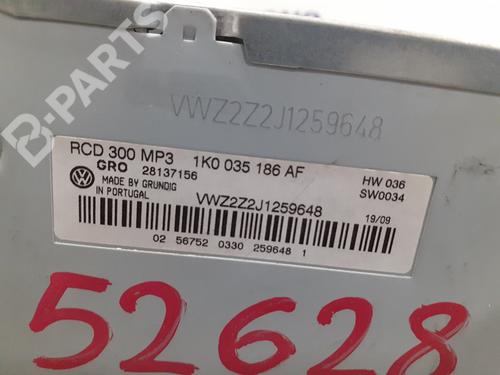 B-PARTS
VWZ2Z2J1259648
RCD 300 MP3 1K0 035 186 AF
GRO 28137156
HW 036
MADE BY GRUNDIG
SW0034
IN PORTUGAL
VWZ2Z2J1259648
19/09
02 56752 0330 259648 1
52628